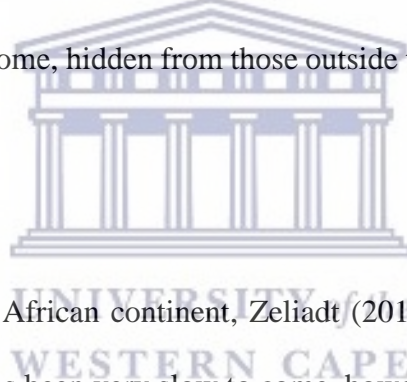 ome, hidden from those outside
UNIVERSITY of the
African continent, Zeliadt (201
WESTERN CAPE
s been very slow to come, how